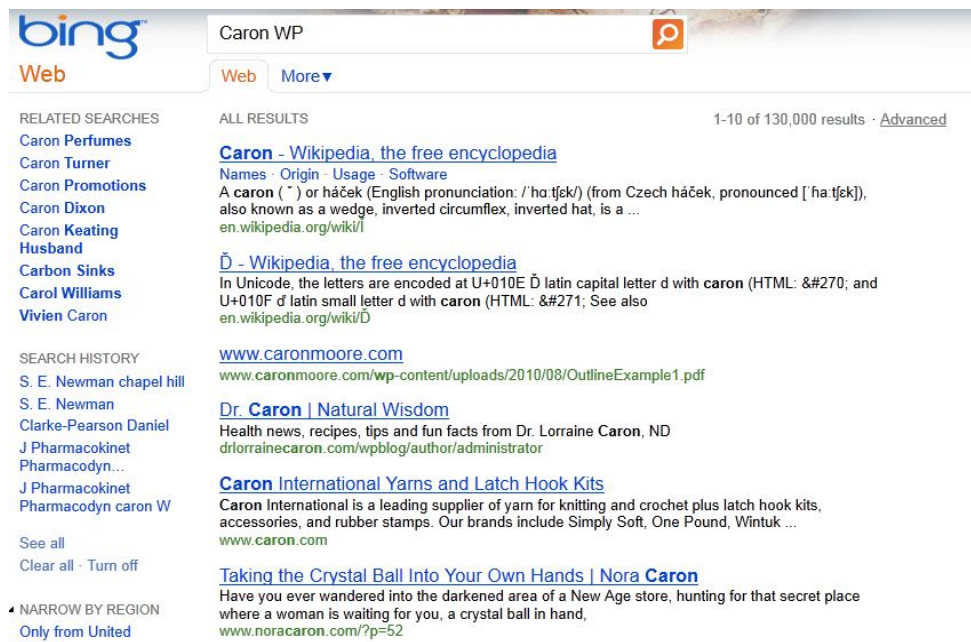 bing
Caron WP
Web
Web More▼
RELATED SEARCHES
Caron Perfumes
Caron Turner
Caron Promotions
Caron Dixon
Caron Keating
Husband
Carbon Sinks
Carol Williams
Vivien Caron
SEARCH HISTORY
S. E. Newman chapel hill
S. E. Newman
Clarke-Pearson Daniel
J Pharmacokinet
Pharmacodyn...
J Pharmacokinet
Pharmacodyn caron W
See all
Clear all · Turn off
NARROW BY REGION
Only from United
ALL RESULTS 1-10 of 130,000 results · Advanced
Caron - Wikipedia, the free encyclopedia
Names · Origin · Usage · Software
A caron ( ˇ ) or háček (English pronunciation: /ˈhɑːtʃɛk/) (from Czech háček, pronounced [ˈɦaːtʃɛk]),
also known as a wedge, inverted circumflex, inverted hat, is a ...
en.wikipedia.org/wiki/Ǐ
Ď - Wikipedia, the free encyclopedia
In Unicode, the letters are encoded at U+010E Ď latin capital letter d with caron (HTML: &#270; and
U+010F ď latin small letter d with caron (HTML: &#271; See also
en.wikipedia.org/wiki/Ď
www.caronmoore.com
www.caronmoore.com/wp-content/uploads/2010/08/OutlineExample1.pdf
Dr. Caron | Natural Wisdom
Health news, recipes, tips and fun facts from Dr. Lorraine Caron, ND
drlorrainecaron.com/wpblog/author/administrator
Caron International Yarns and Latch Hook Kits
Caron International is a leading supplier of yarn for knitting and crochet plus latch hook kits,
accessories, and rubber stamps. Our brands include Simply Soft, One Pound, Wintuk ...
www.caron.com
Taking the Crystal Ball Into Your Own Hands | Nora Caron
Have you ever wandered into the darkened area of a New Age store, hunting for that secret place
where a woman is waiting for you, a crystal ball in hand,
www.noracaron.com/?p=52